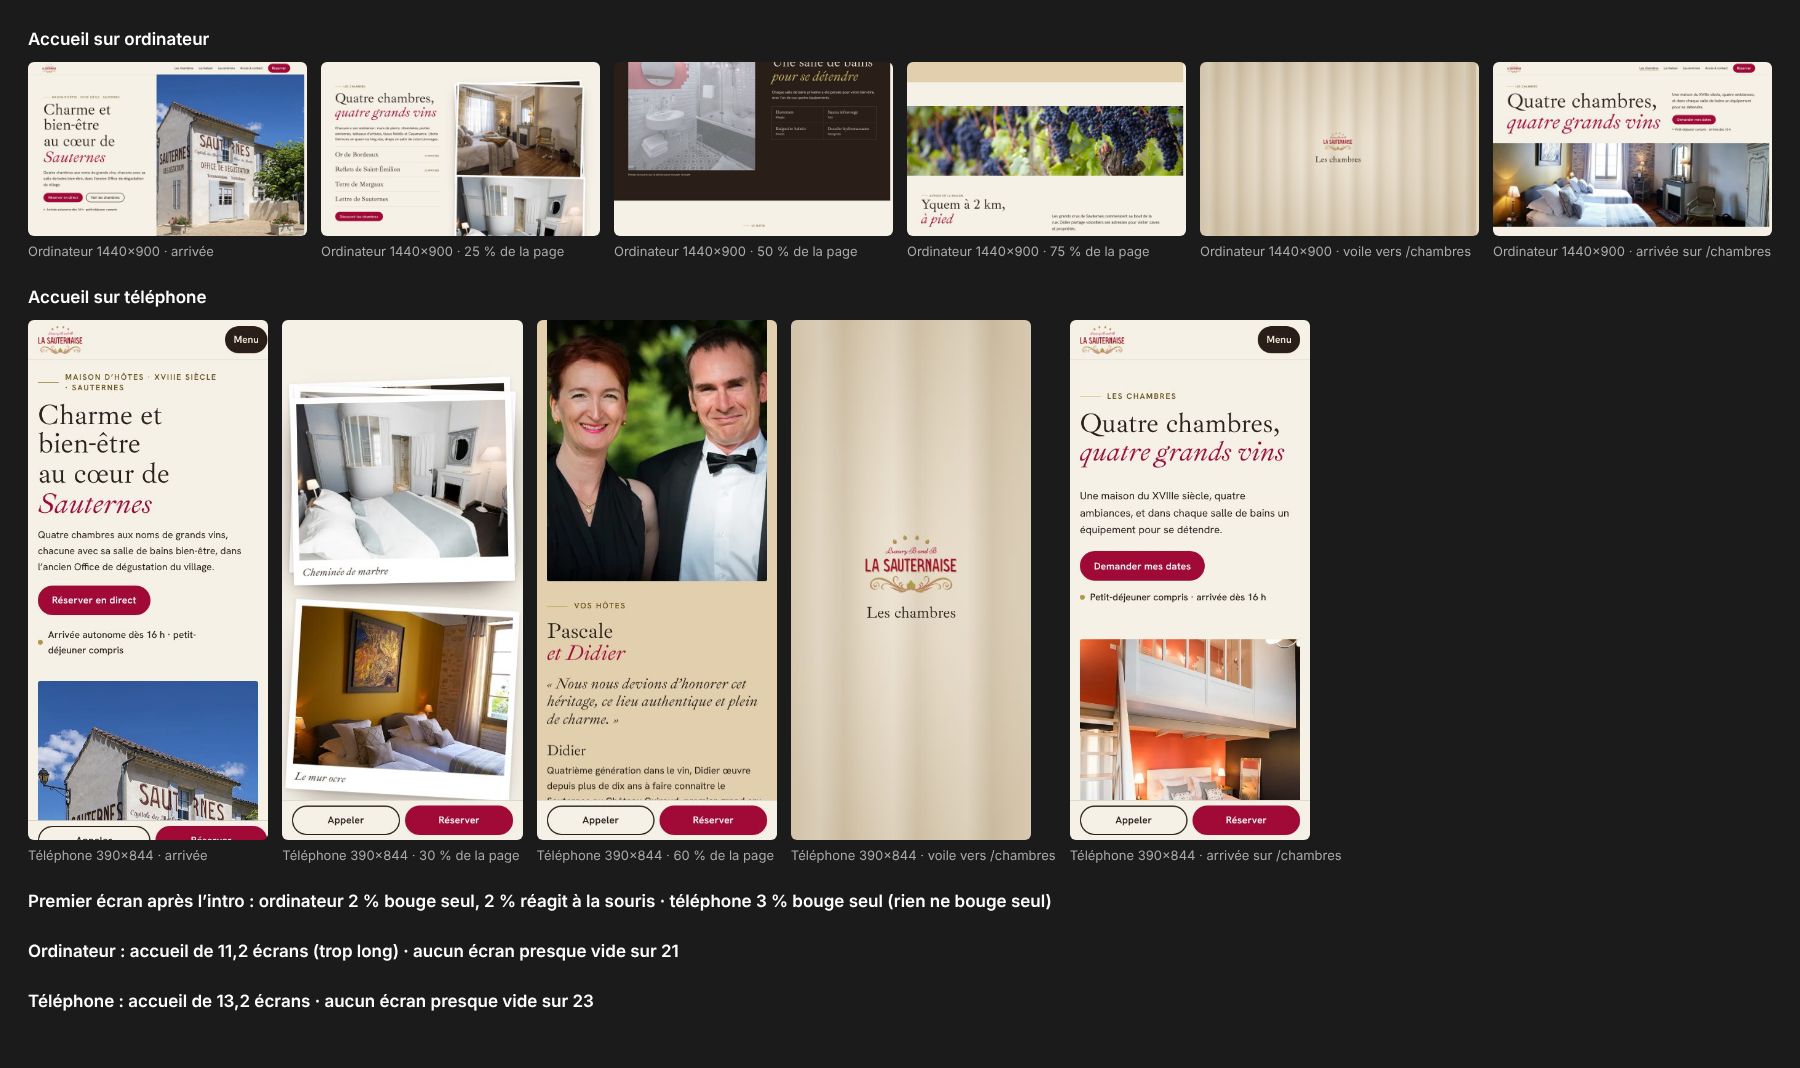 Accueil sur ordinateur
Charme et
bien-être
au cœur de
Sauternes
SAUTERNES
OFFICE DE DÉGUSTATION
Quatre chambres,
quatre grands vins
Or de Bordeaux
Reflets de Saint-Émilion
Terre de Margaux
Lettre de Sauternes
Une salle de bains
pour se détendre
Yquem à 2 km,
à pied
Les chambres
Quatre chambres,
quatre grands vins
Demander mes dates
Ordinateur 1440×900 · arrivée
Ordinateur 1440×900 · 25 % de la page
Ordinateur 1440×900 · 50 % de la page
Ordinateur 1440×900 · 75 % de la page
Ordinateur 1440×900 · voile vers /chambres
Ordinateur 1440×900 · arrivée sur /chambres
Accueil sur téléphone
LA SAUTERNAISE
Menu
MAISON D’HÔTES · XVIIIE SIÈCLE
· SAUTERNES
Charme et
bien-être
au cœur de
Sauternes
Quatre chambres aux noms de grands vins,
chacune avec sa salle de bains bien-être, dans
l’ancien Office de dégustation du village.
Réserver en direct
Arrivée autonome dès 16 h · petit-
déjeuner compris
Réserver
Cheminée de marbre
Le mur ocre
Appeler
Réserver
VOS HÔTES
Pascale
et Didier
« Nous nous devions d’honorer cet
héritage, ce lieu authentique et plein
de charme. »
Didier
Quatrième génération dans le vin, Didier œuvre
depuis plus de dix ans à faire connaître le
Appeler
Réserver
Luxury B and B
LA SAUTERNAISE
Les chambres
LA SAUTERNAISE
Menu
LES CHAMBRES
Quatre chambres,
quatre grands vins
Une maison du XVIIIe siècle, quatre
ambiances, et dans chaque salle de bains un
équipement pour se détendre.
Demander mes dates
Petit-déjeuner compris · arrivée dès 16 h
Appeler
Réserver
Téléphone 390×844 · arrivée
Téléphone 390×844 · 30 % de la page
Téléphone 390×844 · 60 % de la page
Téléphone 390×844 · voile vers /chambres
Téléphone 390×844 · arrivée sur /chambres
Premier écran après l’intro : ordinateur 2 % bouge seul, 2 % réagit à la souris · téléphone 3 % bouge seul (rien ne bouge seul)
Ordinateur : accueil de 11,2 écrans (trop long) · aucun écran presque vide sur 21
Téléphone : accueil de 13,2 écrans · aucun écran presque vide sur 23